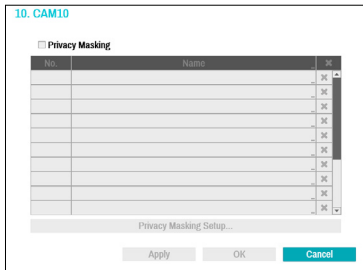 10. CAM10
Privacy Masking
No. Name
Privacy Masking Setup...
Apply OK Cancel